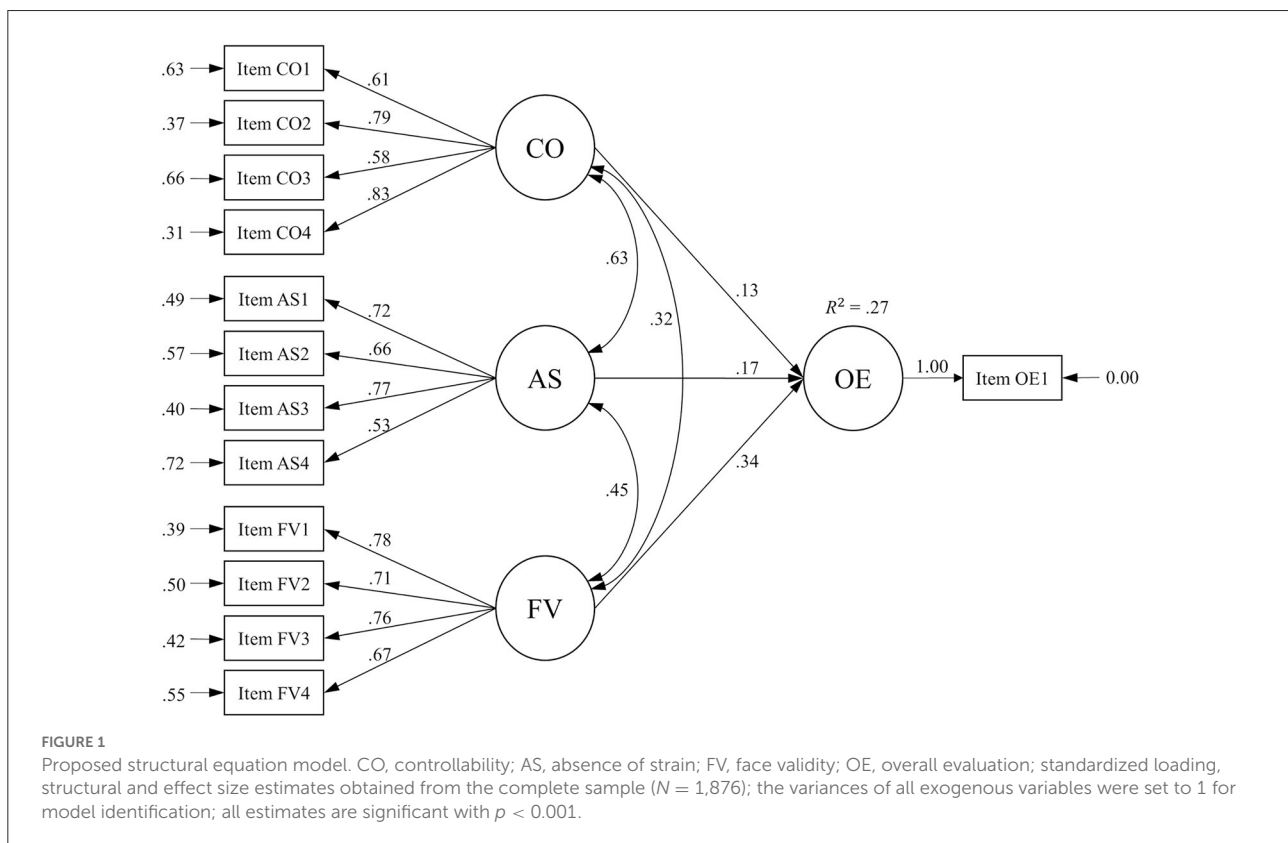 .63
Item CO1
.61
.37
Item CO2
.79
.66
Item CO3
.58
.31
Item CO4
.83
CO
.49
Item AS1
.72
.57
Item AS2
.66
.40
Item AS3
.77
.72
Item AS4
.53
AS
.39
Item FV1
.78
.50
Item FV2
.71
.42
Item FV3
.76
.55
Item FV4
.67
FV
.63
.32
.45
.13
.17
.34
R² = .27
OE
1.00
Item OE1
0.00
FIGURE 1
Proposed structural equation model. CO, controllability; AS, absence of strain; FV, face validity; OE, overall evaluation; standardized loading,
structural and effect size estimates obtained from the complete sample (N = 1,876); the variances of all exogenous variables were set to 1 for
model identification; all estimates are significant with p < 0.001.